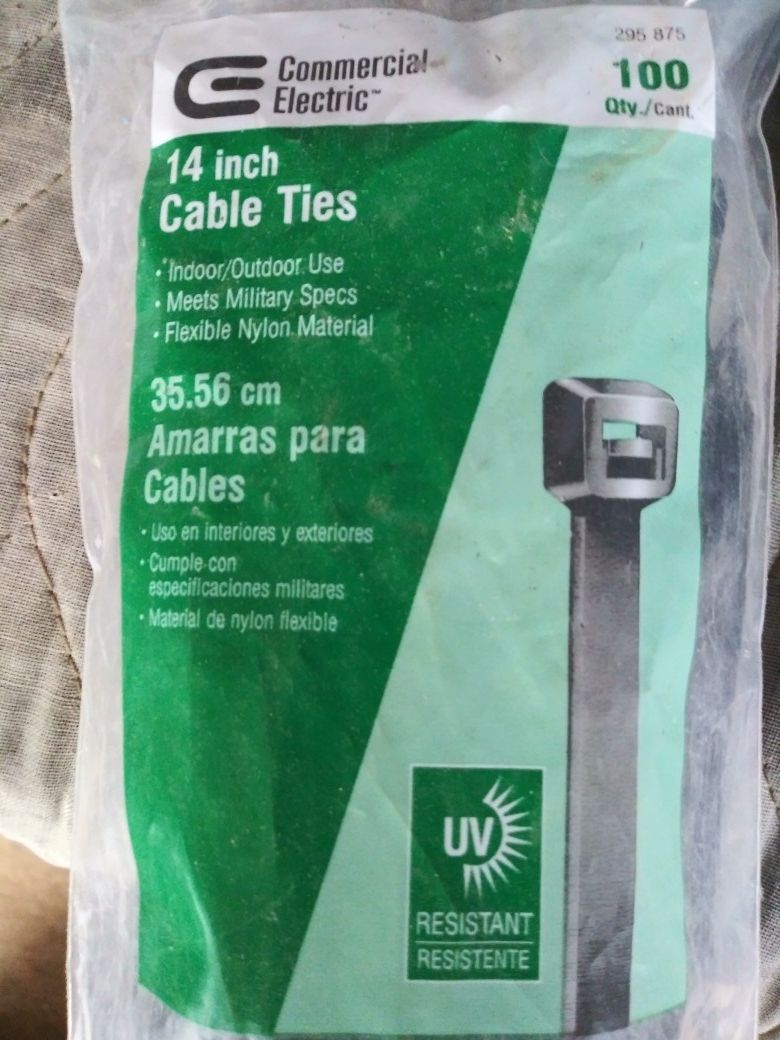 Commercial
Electric™
295 875
100
Qty./Cant.
14 inch
Cable Ties
• Indoor/Outdoor Use
• Meets Military Specs
• Flexible Nylon Material
35.56 cm
Amarras para
Cables
• Uso en interiores y exteriores
• Cumple con
especificaciones militares
• Material de nylon flexible
UV
RESISTANT
RESISTENTE